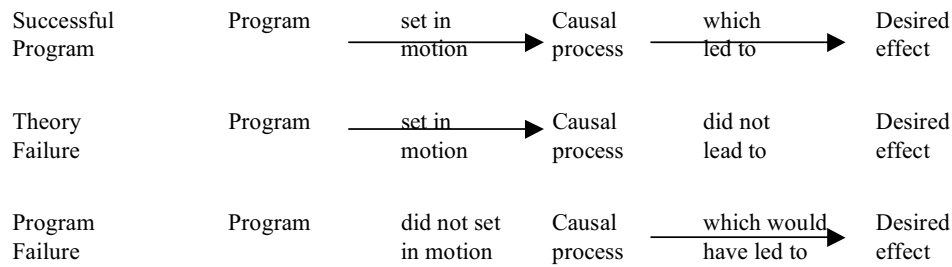 Successful Program set in Causal which Desired
Program motion process led to effect
Theory Program set in Causal did not Desired
Failure motion process lead to effect
Program Program did not set Causal which would Desired
Failure in motion process have led to effect